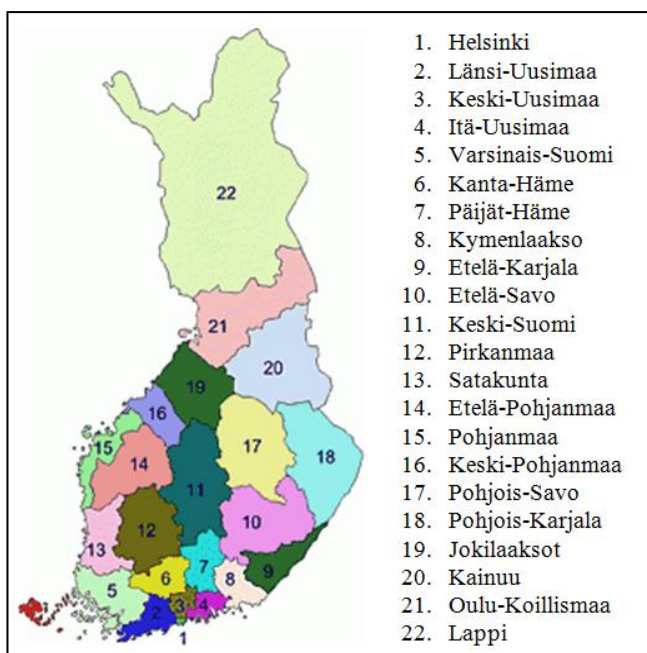 1. Helsinki
2. Länsi-Uusimaa
3. Keski-Uusimaa
4. Itä-Uusimaa
5. Varsinais-Suomi
6. Kanta-Häme
7. Päijät-Häme
8. Kymenlaakso
9. Etelä-Karjala
10. Etelä-Savo
11. Keski-Suomi
12. Pirkanmaa
13. Satakunta
14. Etelä-Pohjanmaa
15. Pohjanmaa
16. Keski-Pohjanmaa
17. Pohjois-Savo
18. Pohjois-Karjala
19. Jokilaaksot
20. Kainuu
21. Oulu-Koillismaa
22. Lappi
22
21
20
19
16
15
17
18
14
11
10
12
13
7
9
6
8
5
3
4
2
1